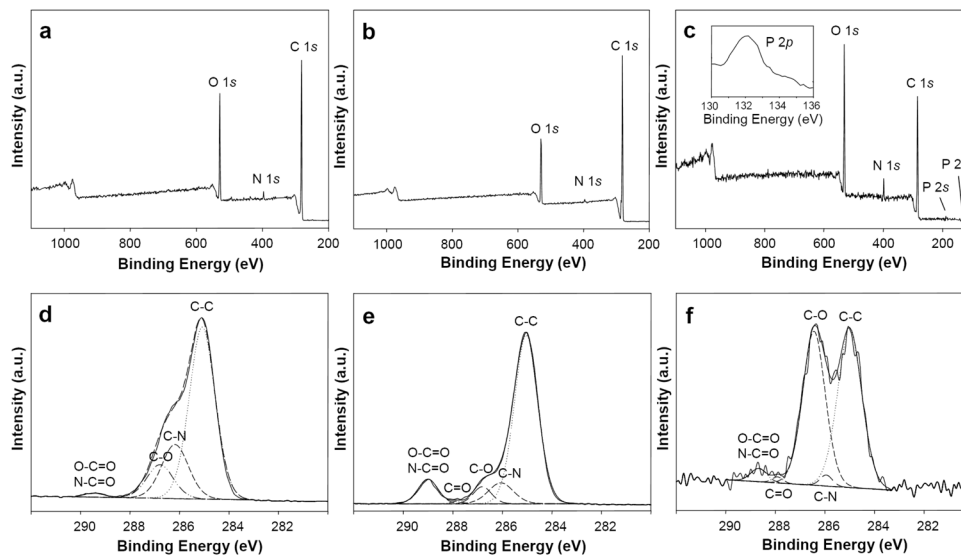 a
C 1s
O 1s
N 1s
Intensity (a.u.)
1000 800 600 400 200
Binding Energy (eV)
b
C 1s
O 1s
N 1s
Intensity (a.u.)
1000 800 600 400 200
Binding Energy (eV)
c
O 1s
P 2p
130 132 134 136
Binding Energy (eV)
C 1s
N 1s
P 2s
P 2
Intensity (a.u.)
1000 800 600 400 200
Binding Energy (eV)
d
C-C
C-N
C-O
O-C=O
N-C=O
Intensity (a.u.)
290 288 286 284 282
Binding Energy (eV)
e
C-C
O-C=O
N-C=O
C-O
C-N
C=O
Intensity (a.u.)
290 288 286 284 282
Binding Energy (eV)
f
C-O C-C
O-C=O
N-C=O
C=O
C-N
Intensity (a.u.)
290 288 286 284 282
Binding Energy (eV)